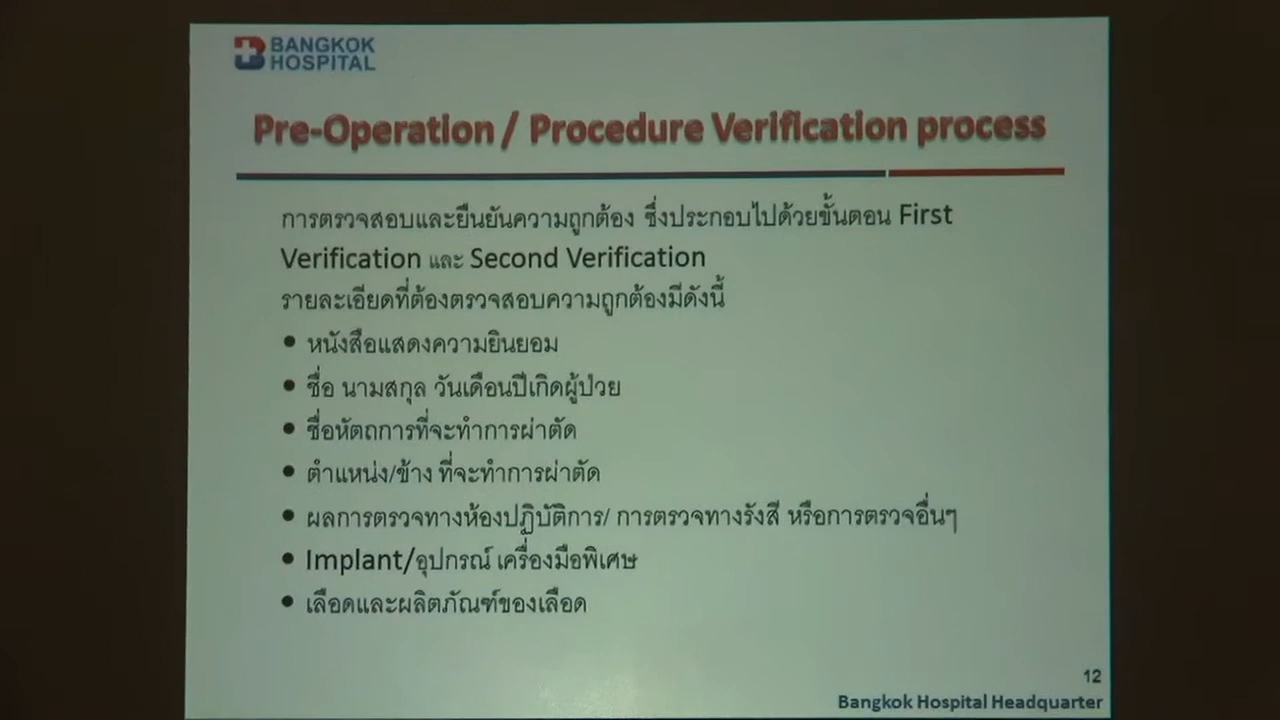 BANGKOK
HOSPITAL
Pre-Operation / Procedure Verification process
การตรวจสอบและยืนยันความถูกต้อง ซึ่งประกอบไปด้วยขั้นตอน First
Verification และ Second Verification
รายละเอียดที่ต้องตรวจสอบความถูกต้องมีดังนี้
• หนังสือแสดงความยินยอม
• ชื่อ นามสกุล วันเดือนปีเกิดผู้ป่วย
• ชื่อหัตถการที่จะทำการผ่าตัด
• ตำแหน่ง/ข้าง ที่จะทำการผ่าตัด
• ผลการตรวจทางห้องปฏิบัติการ/ การตรวจทางรังสี หรือการตรวจอื่นๆ
• Implant/อุปกรณ์ เครื่องมือพิเศษ
• เลือดและผลิตภัณฑ์ของเลือด
12
Bangkok Hospital Headquarter